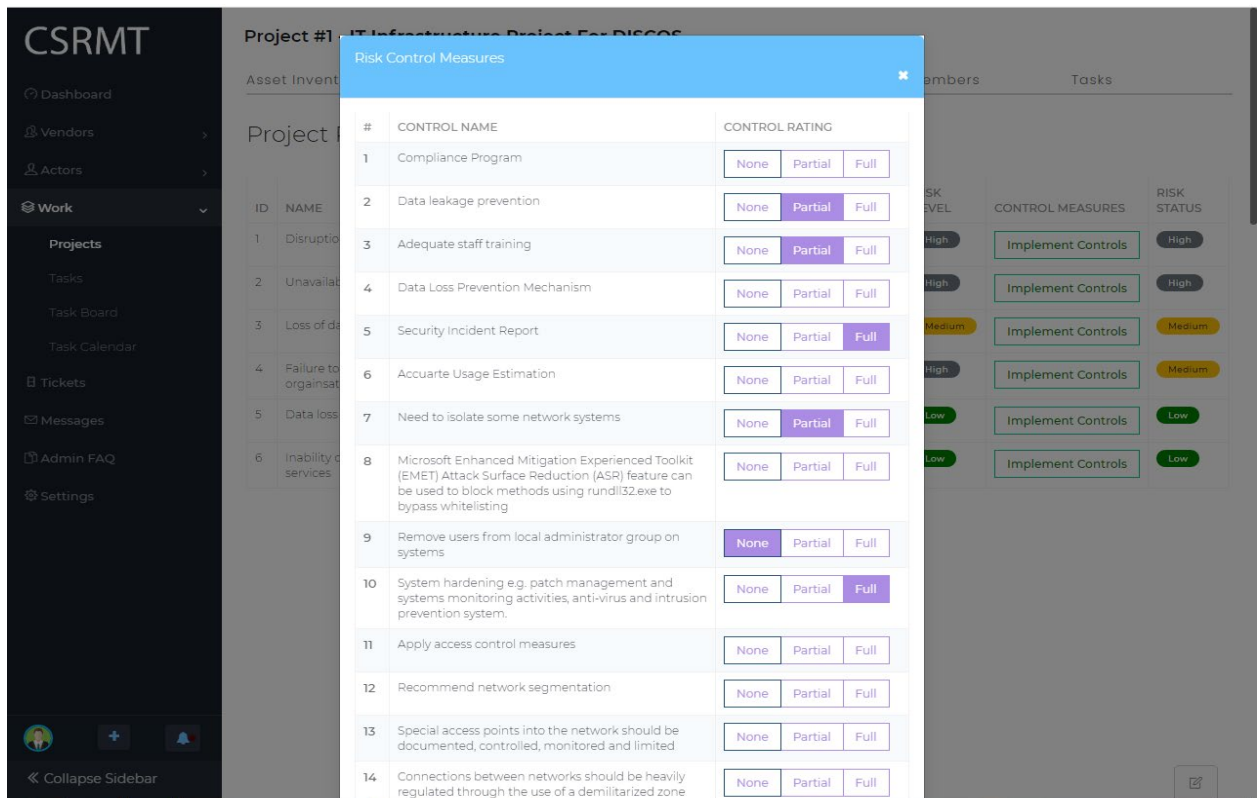 CSRMT
Dashboard
Vendors
Actors
Work
Projects
Tasks
Task Board
Task Calendar
Tickets
Messages
Admin FAQ
Settings
Collapse Sidebar
Project #1 - IT Infrastructure Project For DISCOS
Asset Invent
embers Tasks
Project
ID NAME
EVEL CONTROL MEASURES RISK
STATUS
1 Disruptio
High Implement Controls High
2 Unavailab
High Implement Controls High
3 Loss of da
Medium Implement Controls Medium
4 Failure to
orgainsat
High Implement Controls Medium
5 Data loss
Low Implement Controls Low
6 Inability
services
Low Implement Controls Low
Risk Control Measures
# CONTROL NAME CONTROL RATING
1 Compliance Program None Partial Full
2 Data leakage prevention None Partial Full
3 Adequate staff training None Partial Full
4 Data Loss Prevention Mechanism None Partial Full
5 Security Incident Report None Partial Full
6 Accuarte Usage Estimation None Partial Full
7 Need to isolate some network systems None Partial Full
8 Microsoft Enhanced Mitigation Experienced Toolkit None Partial Full
(EMET) Attack Surface Reduction (ASR) feature can
be used to block methods using rundll32.exe to
bypass whitelisting
9 Remove users from local administrator group on None Partial Full
systems
10 System hardening e.g. patch management and None Partial Full
systems monitoring activities, anti-virus and intrusion
prevention system.
11 Apply access control measures None Partial Full
12 Recommend network segmentation None Partial Full
13 Special access points into the network should be None Partial Full
documented, controlled, monitored and limited
14 Connections between networks should be heavily None Partial Full
regulated through the use of a demilitarized zone